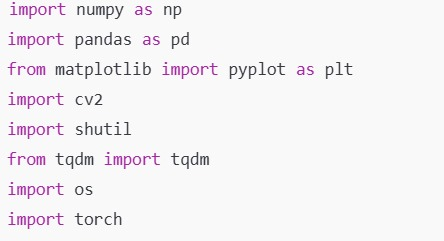 import numpy as np
import pandas as pd
from matplotlib import pyplot as plt
import cv2
import shutil
from tqdm import tqdm
import os
import torch